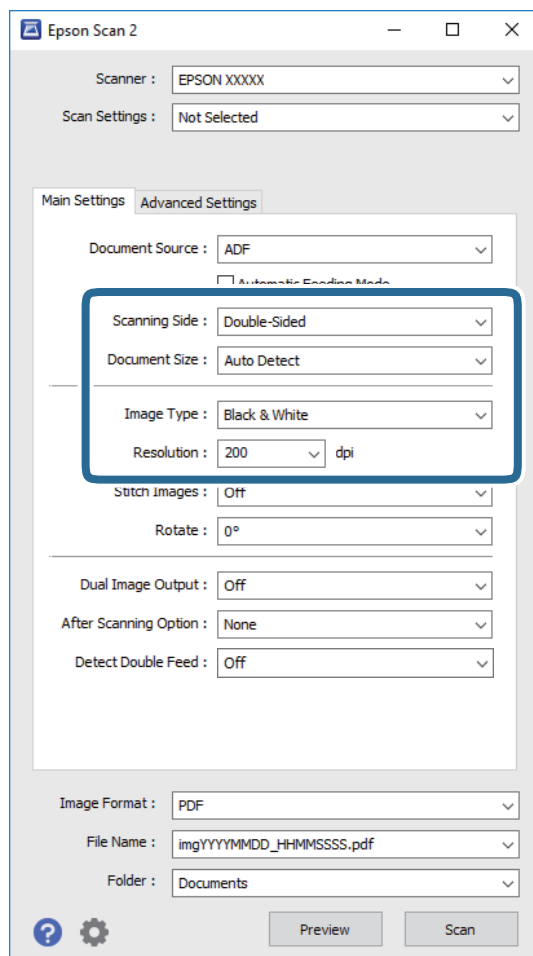 Epson Scan 2
Scanner : EPSON XXXXX
Scan Settings : Not Selected
Main Settings Advanced Settings
Document Source : ADF
Automatic Feeding Mode
Scanning Side : Double-Sided
Document Size : Auto Detect
Image Type : Black & White
Resolution : 200 dpi
Stitch Images : Off
Rotate : 0°
Dual Image Output : Off
After Scanning Option : None
Detect Double Feed : Off
Image Format : PDF
File Name : imgYYYYMMDD_HHMMSSSS.pdf
Folder : Documents
? Preview Scan